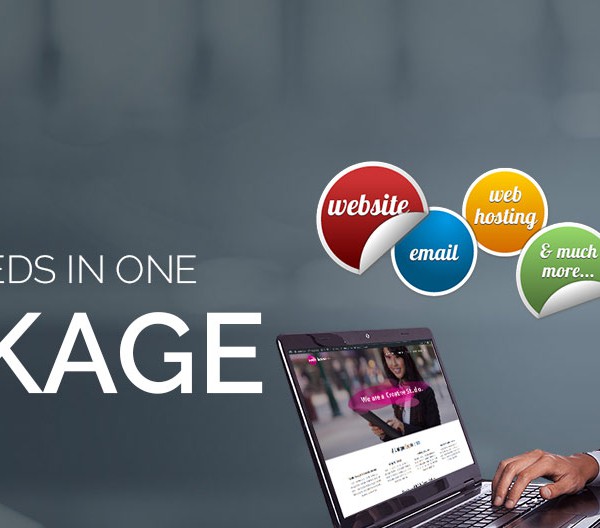 website
web
hosting
email
& much
more...
EDS IN ONE
KAGE
We are a Creative Studio.